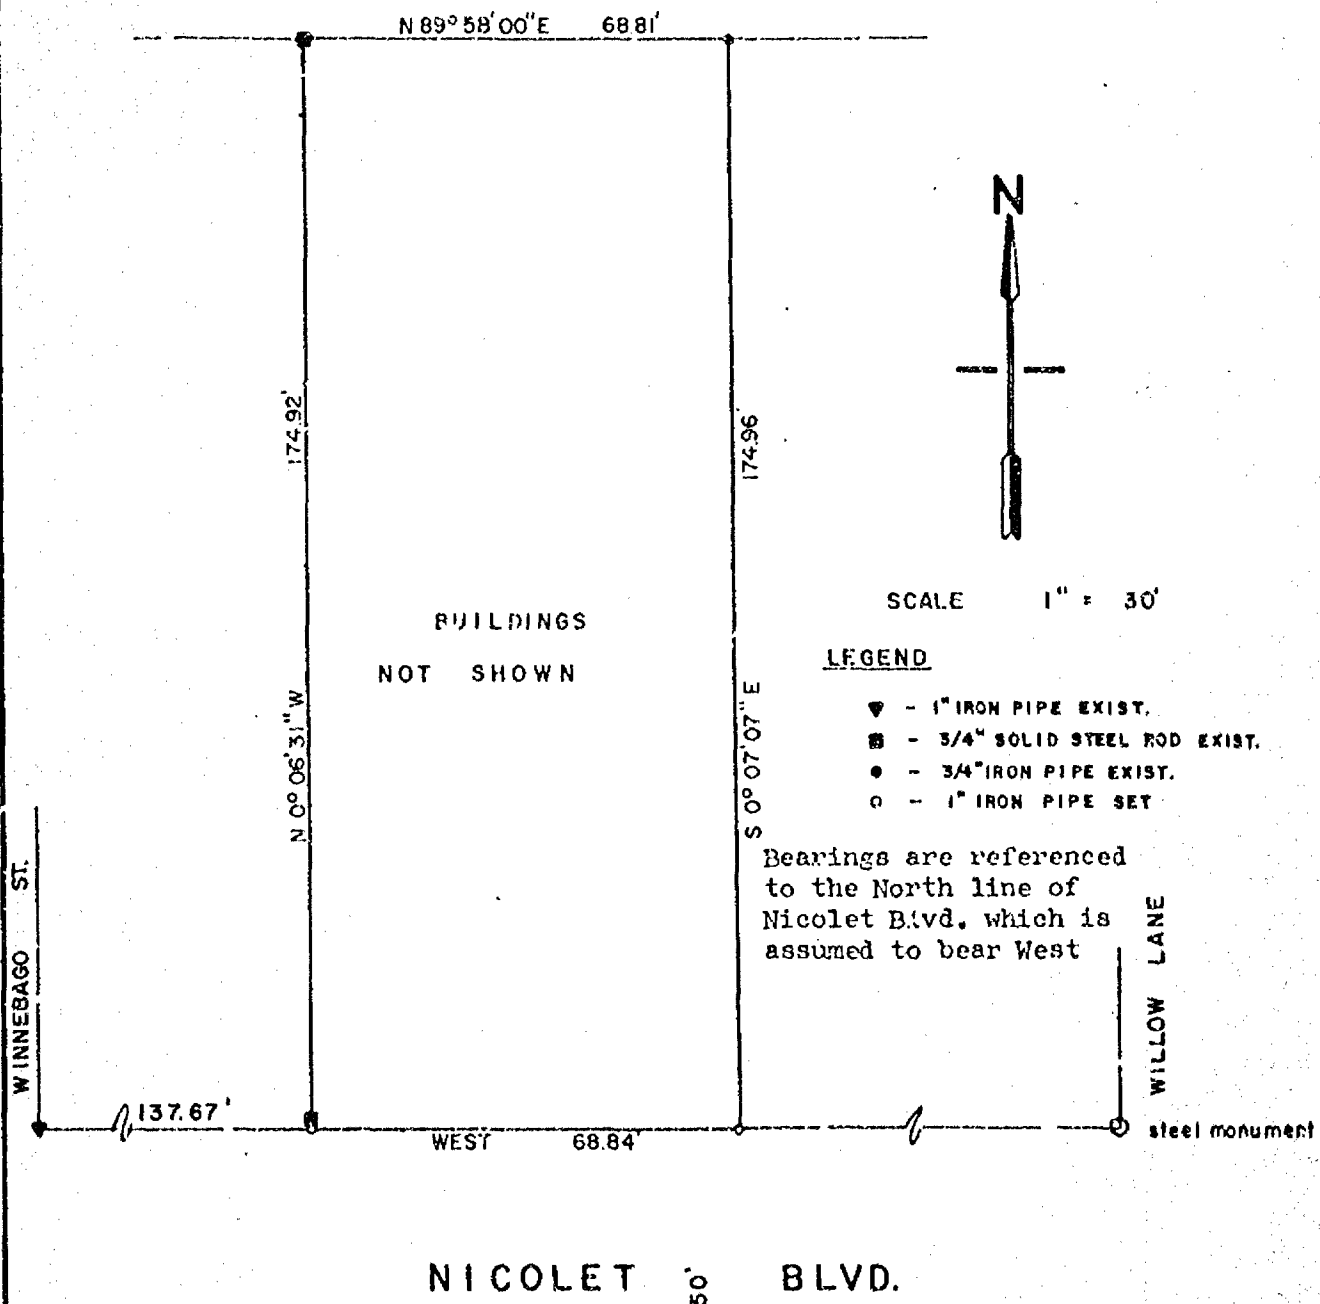 N 89° 58' 00" E 68.81'
N
174.92'
174.96'
SCALE 1" = 30'
BUILDINGS
NOT SHOWN
LEGEND
- 1" IRON PIPE EXIST.
- 3/4" SOLID STEEL ROD EXIST.
- 3/4" IRON PIPE EXIST.
- 1" IRON PIPE SET
N 0° 06' 31" W
S 0° 07' 07" E
Bearings are referenced
to the North line of
Nicolet Blvd. which is
assumed to bear West
WINNEBAGO ST.
WILLOW LANE
137.67'
WEST 68.84'
steel monument
NICOLET BLVD.
50'